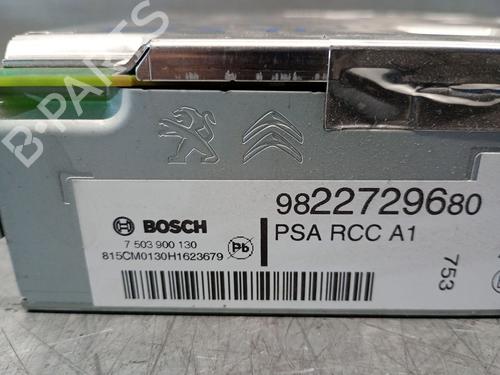 B-PARTS
9822729680
BOSCH
PSA RCC A1
7 503 900 130
Pb
815CM0130H1623679
753